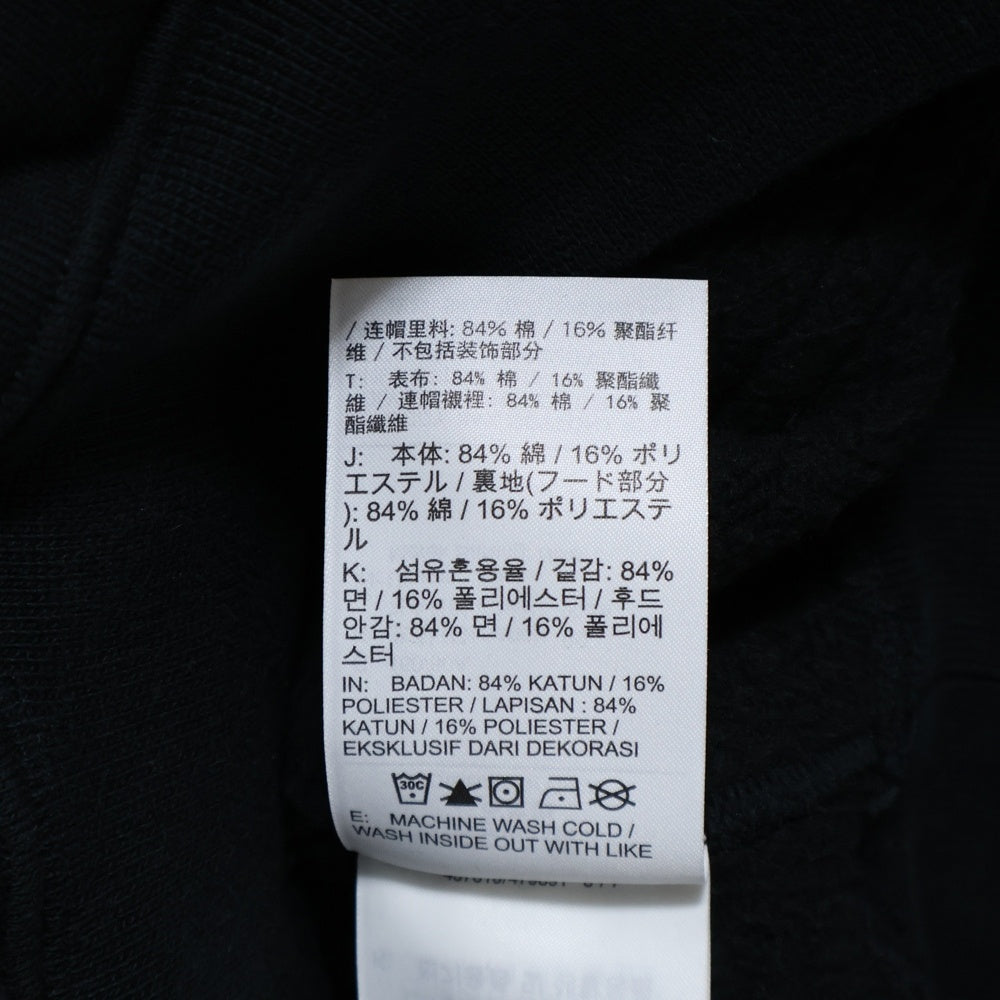 / 连帽里料: 84% 棉 / 16% 聚酯纤
维 / 不包括装饰部分
T: 表布: 84% 棉 / 16% 聚酯纖
維 / 連帽襯裡: 84% 棉 / 16% 聚
酯纖維
J: 本体: 84% 綿 / 16% ポリ
エステル / 裏地(フード部分
): 84% 綿 / 16% ポリエステ
ル
K: 섬유혼용율 / 겉감: 84%
면 / 16% 폴리에스터 / 후드
안감: 84% 면 / 16% 폴리에
스터
IN: BADAN: 84% KATUN / 16%
POLIESTER / LAPISAN : 84%
KATUN / 16% POLIESTER /
EKSKLUSIF DARI DEKORASI
30C
E: MACHINE WASH COLD /
WASH INSIDE OUT WITH LIKE